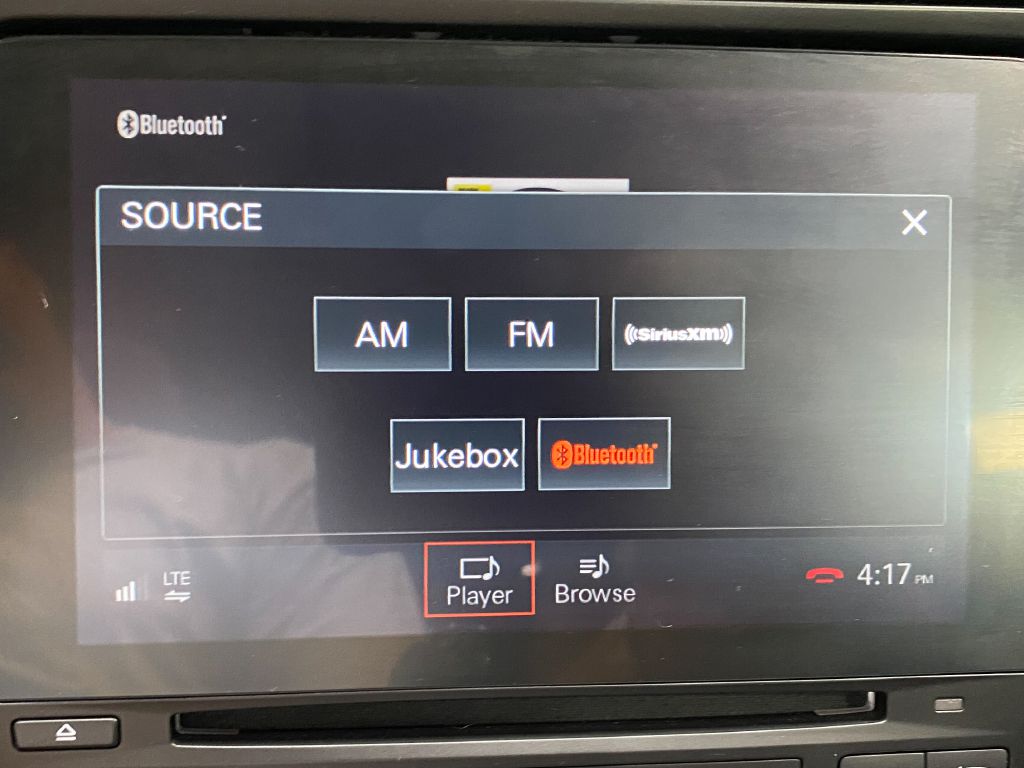 Bluetooth
SOURCE
AM FM SiriusXM
Jukebox Bluetooth
LTE Player Browse 4:17 PM